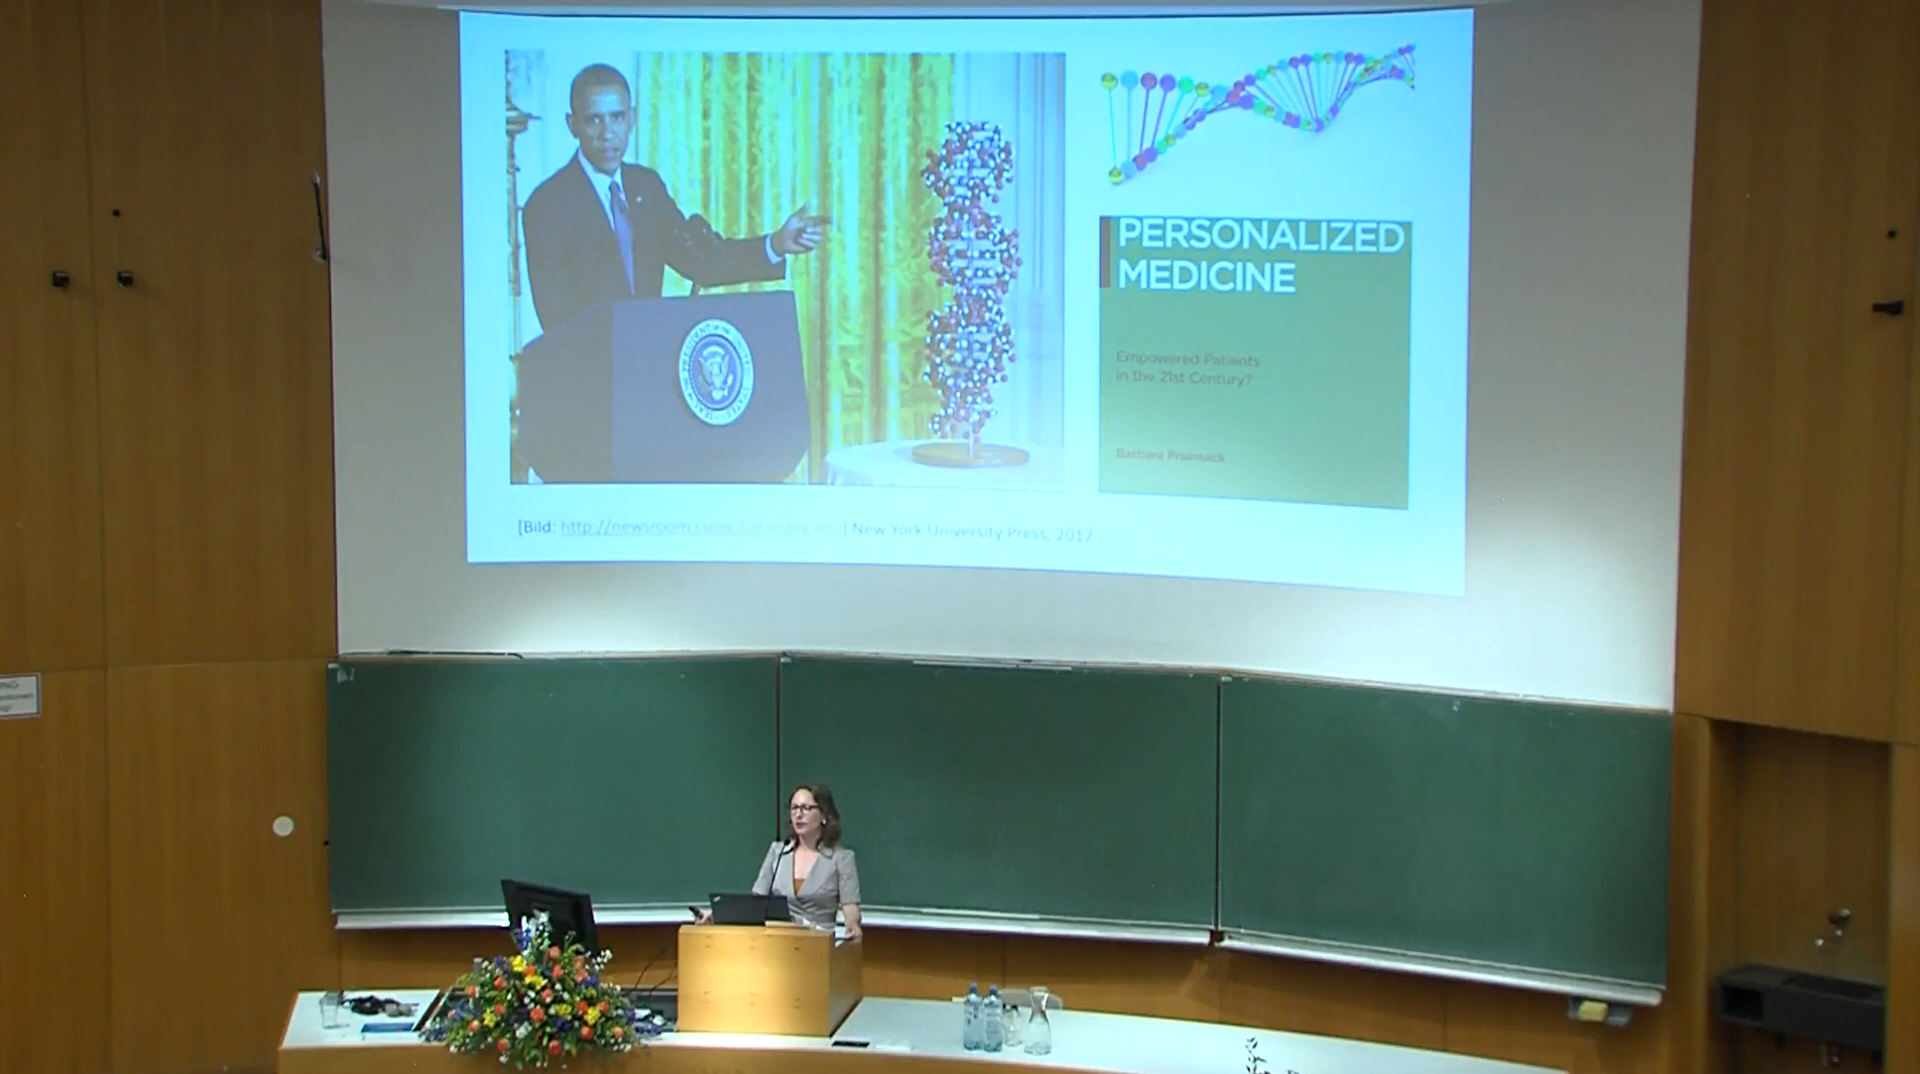 PERSONALIZED
MEDICINE
Empowered Patients
in the 21st Century?
Barbara Prainsack
[Bild: http://newsroom.cumc.columbia.edu] New York University Press, 2017